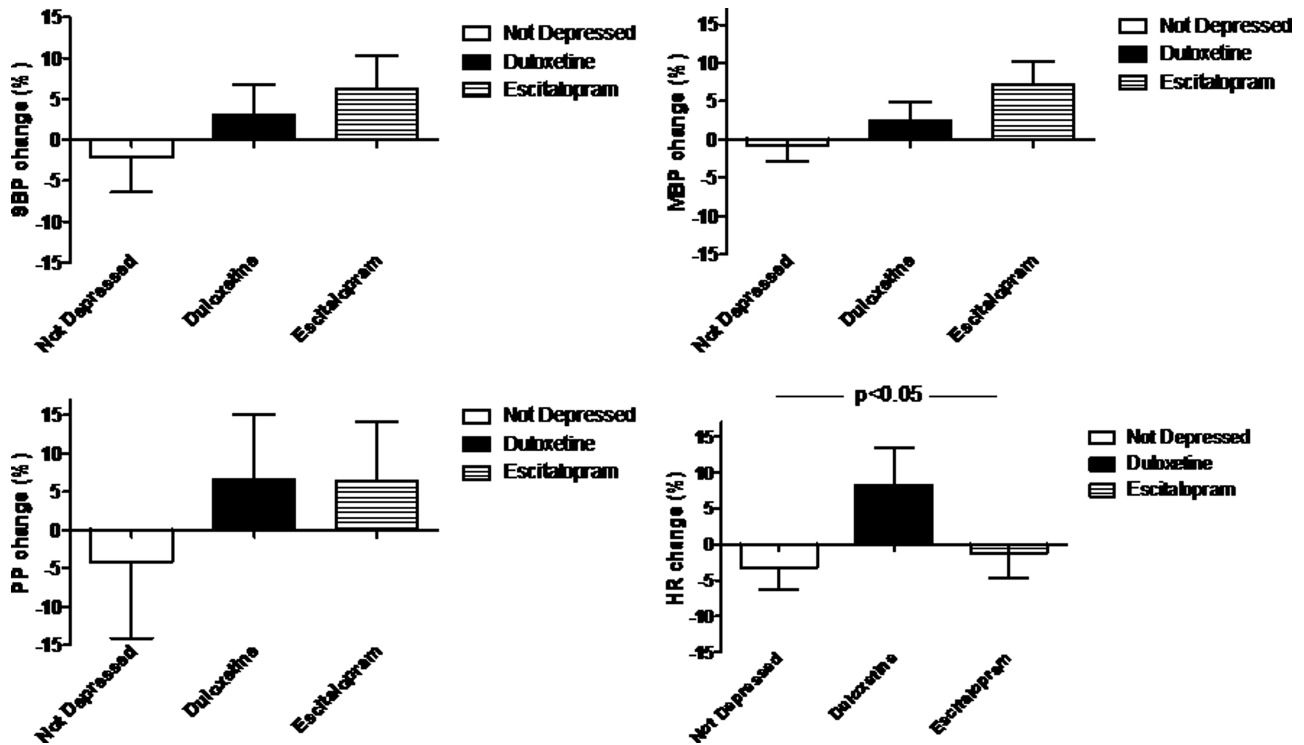 SBP change (%)
15
10
5
0
-5
-10
-15
Not Depressed
Duloxetine
Escitalopram
Not Depressed
Duloxetine
Escitalopram
MBP change (%)
15
10
5
0
-5
-10
-15
Not Depressed
Duloxetine
Escitalopram
Not Depressed
Duloxetine
Escitalopram
PP change (%)
15
10
5
0
-5
-10
-15
Not Depressed
Duloxetine
Escitalopram
Not Depressed
Duloxetine
Escitalopram
p<0.05
HR change (%)
15
10
5
0
-5
-10
-15
Not Depressed
Duloxetine
Escitalopram
Not Depressed
Duloxetine
Escitalopram